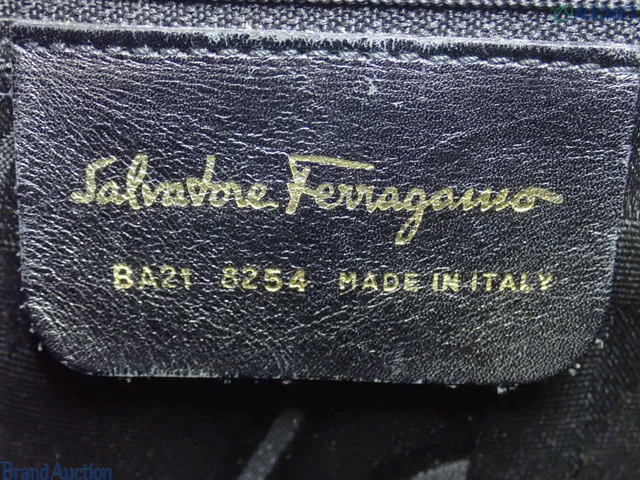 Salvatore Ferragamo
BA21 8254 MADE IN ITALY
Brand Auction